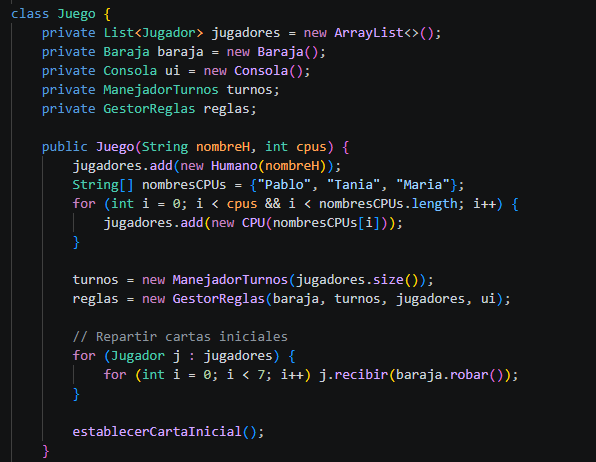 class Juego {
    private List<Jugador> jugadores = new ArrayList<>();
    private Baraja baraja = new Baraja();
    private Consola ui = new Consola();
    private ManejadorTurnos turnos;
    private GestorReglas reglas;

    public Juego(String nombreH, int cpus) {
        jugadores.add(new Humano(nombreH));
        String[] nombresCPUs = {"Pablo", "Tania", "Maria"};
        for (int i = 0; i < cpus && i < nombresCPUs.length; i++) {
            jugadores.add(new CPU(nombresCPUs[i]));
        }

        turnos = new ManejadorTurnos(jugadores.size());
        reglas = new GestorReglas(baraja, turnos, jugadores, ui);

        // Repartir cartas iniciales
        for (Jugador j : jugadores) {
            for (int i = 0; i < 7; i++) j.recibir(baraja.robar());
        }

        establecerCartaInicial();
    }